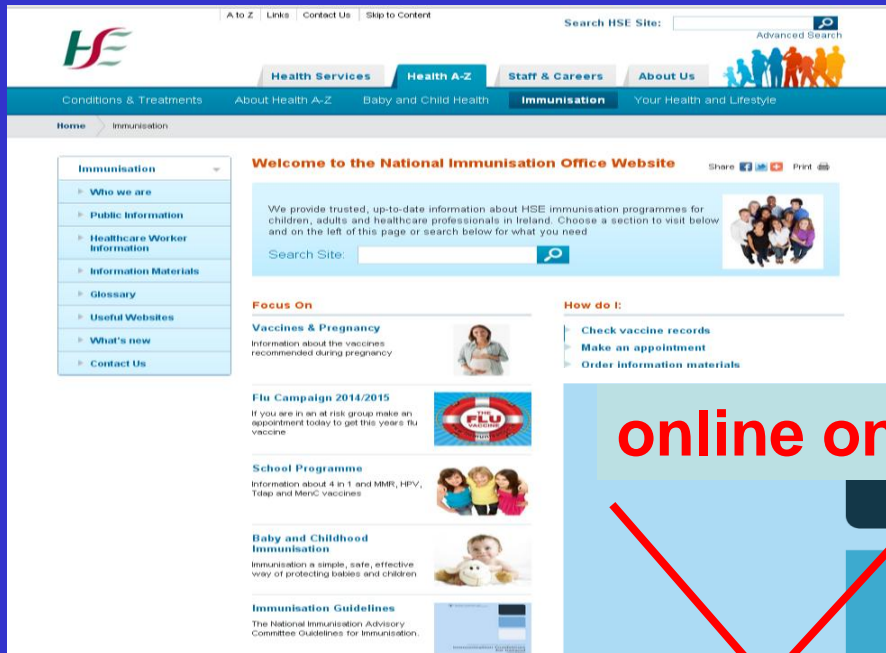 A to Z Links Contact Us Skip to Content
Search HSE Site:
Advanced Search
HE
Health Services Health A-Z Staff & Careers About Us
Conditions & Treatments About Health A-Z Baby and Child Health Immunisation Your Health and Lifestyle
Home Immunisation
Immunisation
Who we are
Public Information
Healthcare Worker
Information
Information Materials
Glossary
Useful Websites
What's new
Contact Us
Welcome to the National Immunisation Office Website
Share Print
We provide trusted, up-to-date information about HSE immunisation programmes for
children, adults and healthcare professionals in Ireland. Choose a section to visit below
and on the left of this page or search below for what you need
Search Site:
Focus On
Vaccines & Pregnancy
Information about the vaccines
recommended during pregnancy
Flu Campaign 2014/2015
If you are in an at risk group make an
appointment today to get this years flu
vaccine
THE
FLU
VACCINE
School Programme
Information about 4 in 1 and MMR, HPV,
Tdap and MenC vaccines
Baby and Childhood
Immunisation
Immunisation a simple, safe, effective
way of protecting babies and children
Immunisation Guidelines
The National Immunisation Advisory
Committee Guidelines for Immunisation.
How do I:
Check vaccine records
Make an appointment
Order information materials
online on